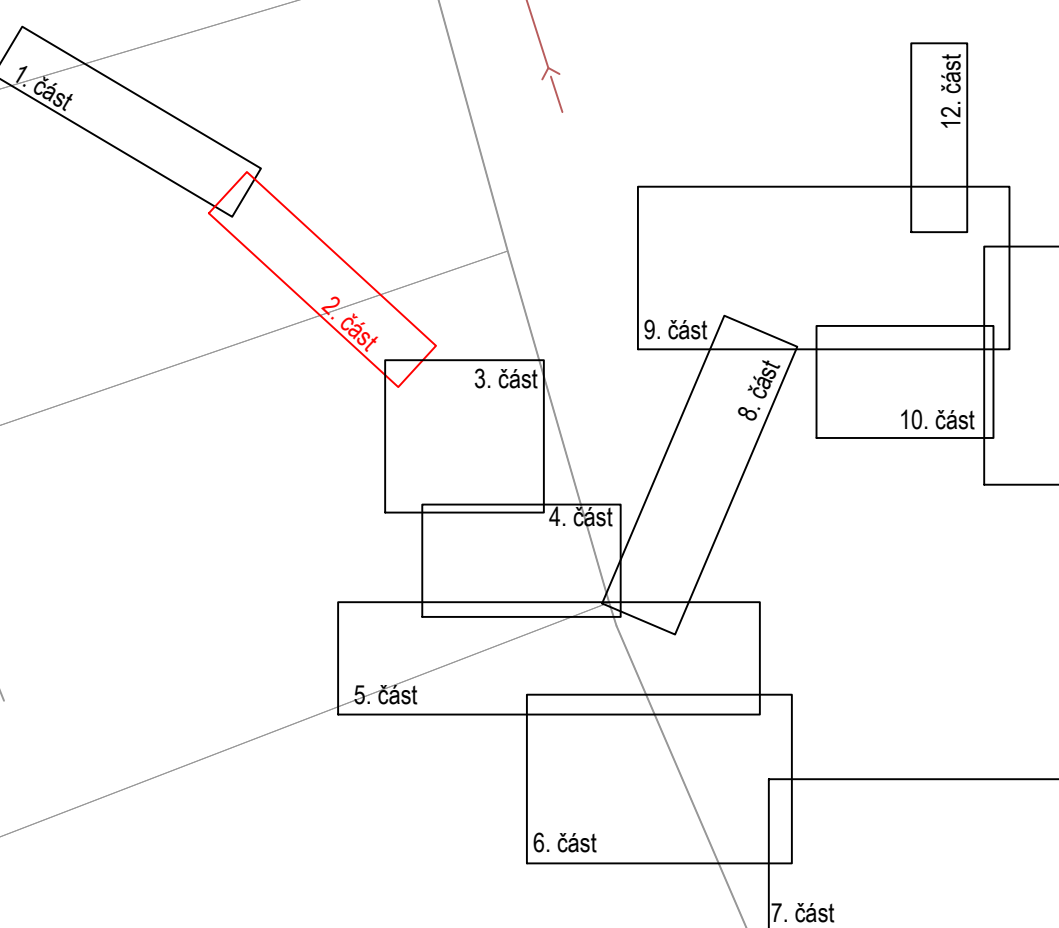 1. část
2. část
3. část
4. část
5. část
6. část
7. část
8. část
9. část
10. část
12. část